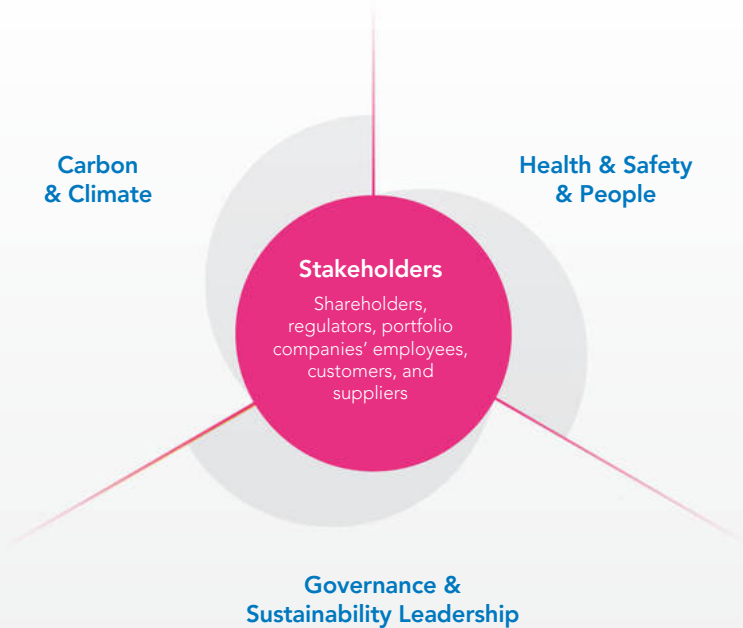 Carbon
& Climate
Health & Safety
& People
Stakeholders
Shareholders,
regulators, portfolio
companies’ employees,
customers, and
suppliers
Governance &
Sustainability Leadership